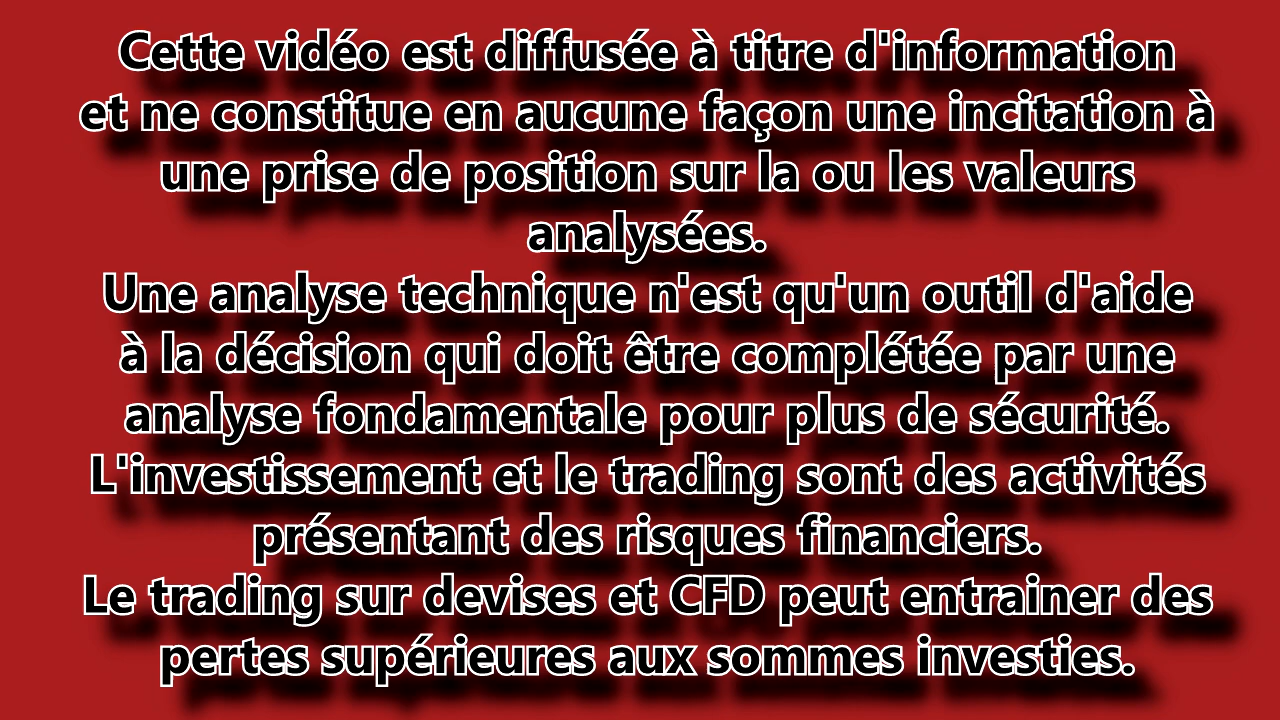 Cette vidéo est diffusée à titre d'information
et ne constitue en aucune façon une incitation à
une prise de position sur la ou les valeurs
analysées.
Une analyse technique n'est qu'un outil d'aide
à la décision qui doit être complétée par une
analyse fondamentale pour plus de sécurité.
L'investissement et le trading sont des activités
présentant des risques financiers.
Le trading sur devises et CFD peut entrainer des
pertes supérieures aux sommes investies.